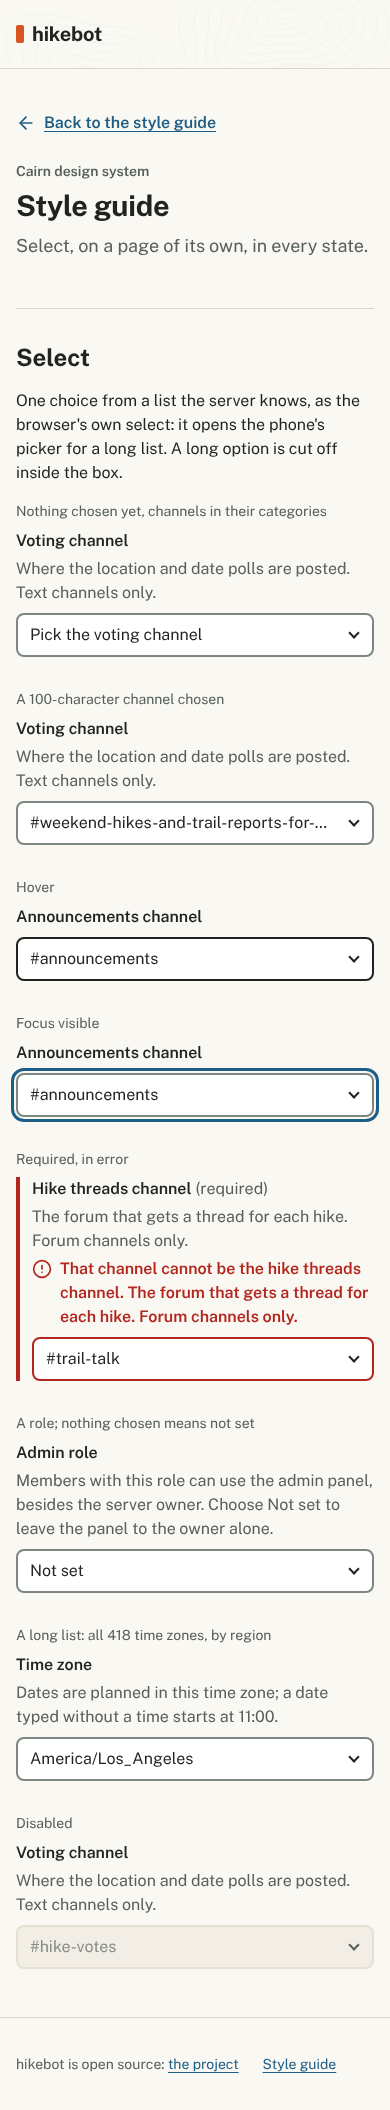 hikebot
Back to the style guide
Cairn design system
Style guide
Select, on a page of its own, in every state.
Select
One choice from a list the server knows, as the
browser's own select: it opens the phone's
picker for a long list. A long option is cut off
inside the box.
Nothing chosen yet, channels in their categories
Voting channel
Where the location and date polls are posted.
Text channels only.
Pick the voting channel
A 100-character channel chosen
Voting channel
Where the location and date polls are posted.
Text channels only.
#weekend-hikes-and-trail-reports-for-...
Hover
Announcements channel
#announcements
Focus visible
Announcements channel
#announcements
Required, in error
Hike threads channel (required)
The forum that gets a thread for each hike.
Forum channels only.
That channel cannot be the hike threads
channel. The forum that gets a thread for
each hike. Forum channels only.
#trail-talk
A role; nothing chosen means not set
Admin role
Members with this role can use the admin panel,
besides the server owner. Choose Not set to
leave the panel to the owner alone.
Not set
A long list: all 418 time zones, by region
Time zone
Dates are planned in this time zone; a date
typed without a time starts at 11:00.
America/Los_Angeles
Disabled
Voting channel
Where the location and date polls are posted.
Text channels only.
#hike-votes
hikebot is open source: the project Style guide